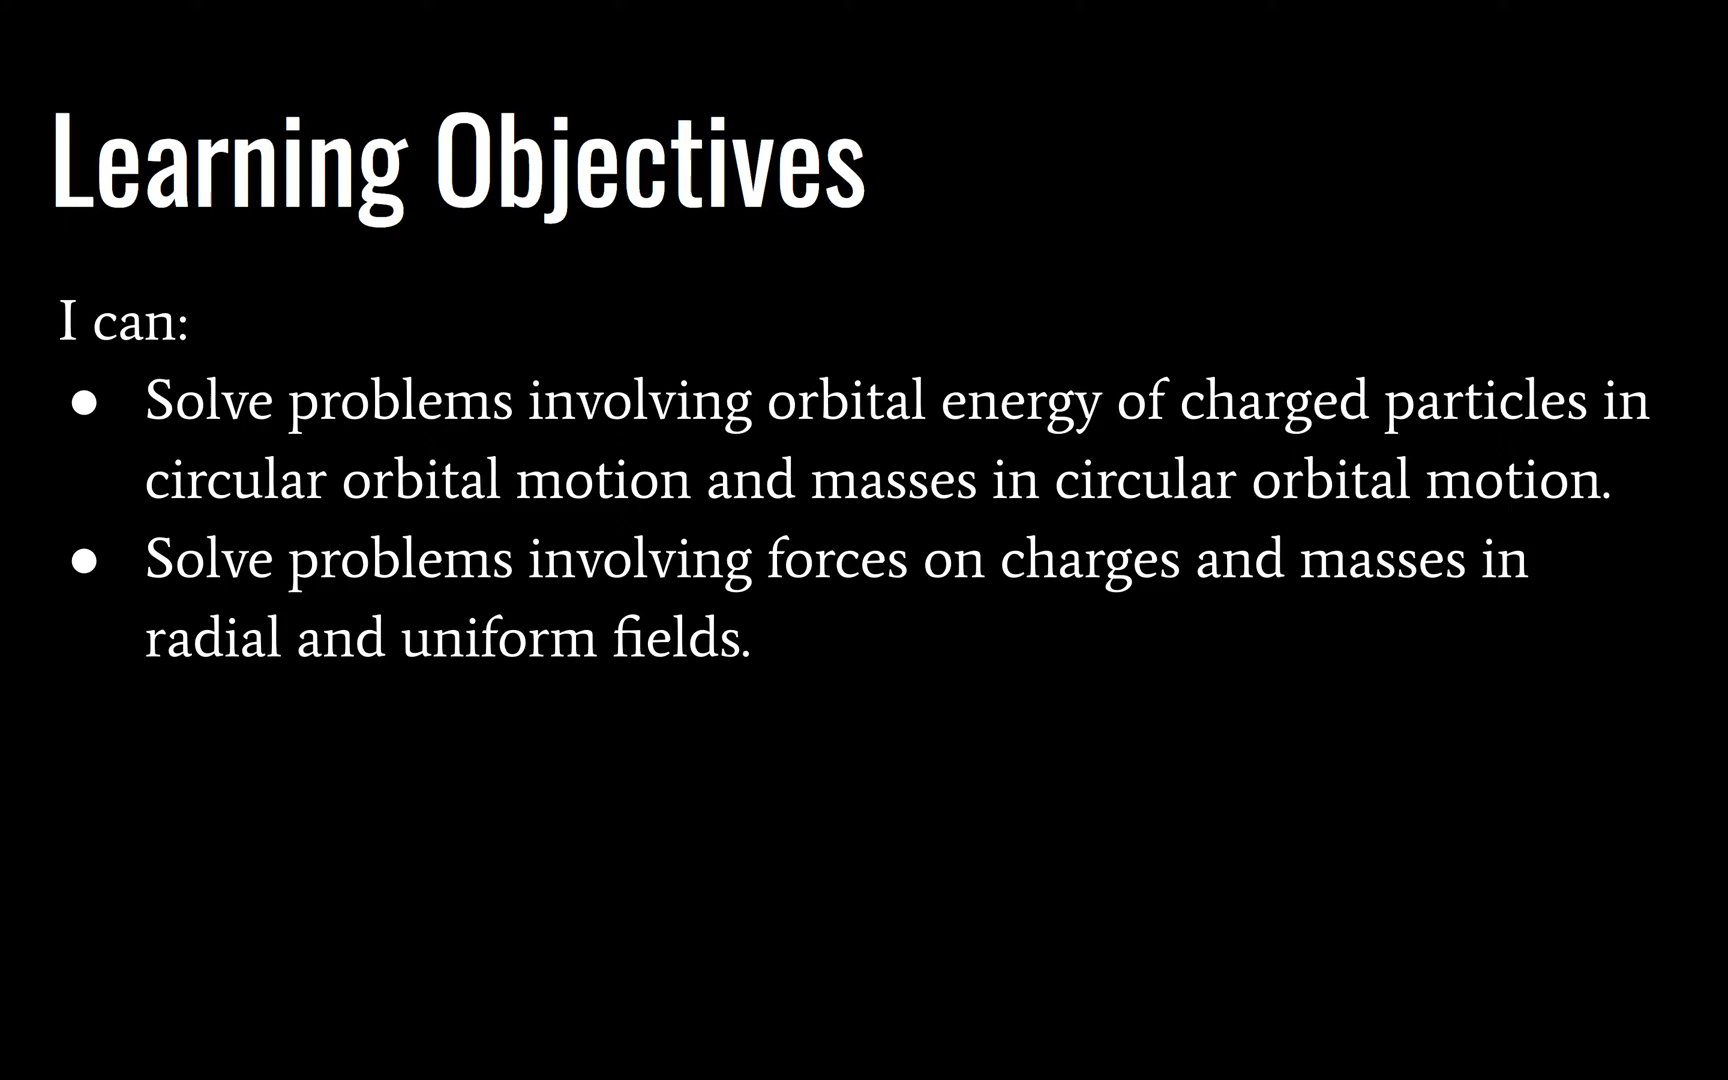 Learning Objectives
I can:
● Solve problems involving orbital energy of charged particles in
circular orbital motion and masses in circular orbital motion.
● Solve problems involving forces on charges and masses in
radial and uniform fields.